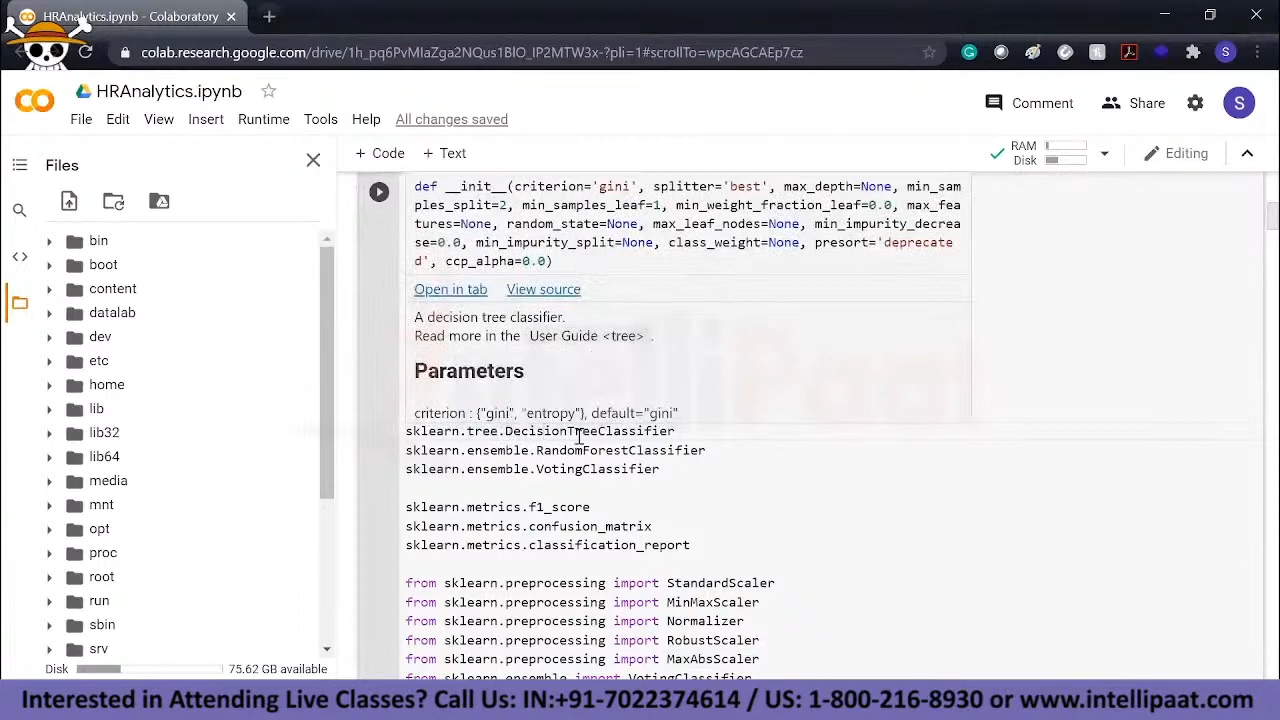 HRAnalytics.ipynb - Colaboratory
colab.research.google.com/drive/1h_pq6PvMIaZga2NQus1BIO_IP2MTW3x-?pli=1#scrollTo=wpcAGCAEp7cz
S
HRAnalytics.ipynb
Comment
Share
S
File Edit View Insert Runtime Tools Help All changes saved
Files
+ Code + Text
RAM
Disk
Editing
bin
boot
content
datalab
dev
etc
home
lib
lib32
lib64
media
mnt
opt
proc
root
run
sbin
srv
Disk
75.62 GB available
def __init__(criterion='gini', splitter='best', max_depth=None, min_sam
ples_split=2, min_samples_leaf=1, min_weight_fraction_leaf=0.0, max_fea
tures=None, random_state=None, max_leaf_nodes=None, min_impurity_decrea
se=0.0, min_impurity_split=None, class_weight=None, presort='deprecate
d', ccp_alpha=0.0)
Open in tab View source
A decision tree classifier.
Read more in the User Guide <tree> .
Parameters
criterion : {"gini", "entropy"}, default="gini"
sklearn.tree.DecisionTreeClassifier
sklearn.ensemble.RandomForestClassifier
sklearn.ensemble.VotingClassifier
sklearn.metrics.f1_score
sklearn.metrics.confusion_matrix
sklearn.metrics.classification_report
from sklearn.preprocessing import StandardScaler
from sklearn.preprocessing import MinMaxScaler
from sklearn.preprocessing import Normalizer
from sklearn.preprocessing import RobustScaler
from sklearn.preprocessing import MaxAbsScaler
from sklearn.ensemble import VotingClassifier
Interested in Attending Live Classes? Call Us: IN:+91-7022374614 / US: 1-800-216-8930 or www.intellipaat.com